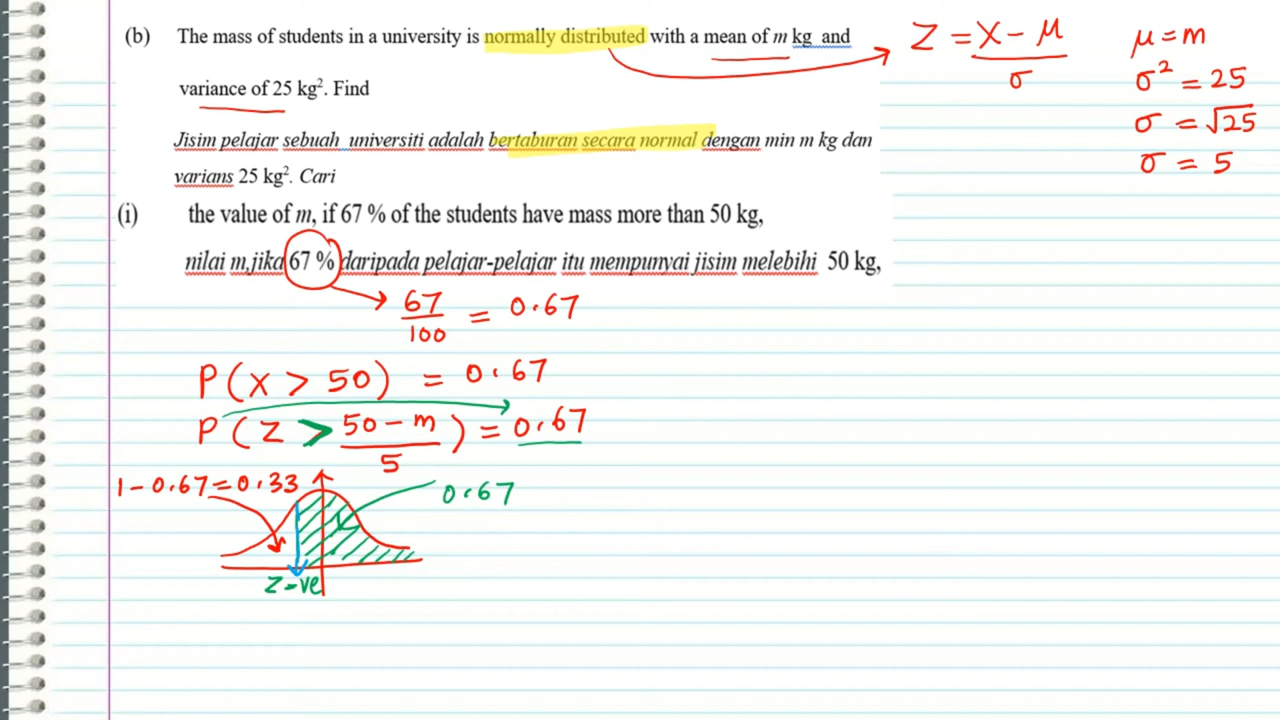 (b) The mass of students in a university is normally distributed with a mean of m kg and
variance of 25 kg². Find
Jisim pelajar sebuah universiti adalah bertaburan secara normal dengan min m kg dan
varians 25 kg². Cari
(i) the value of m, if 67 % of the students have mass more than 50 kg,
nilai m,jika 67 % daripada pelajar-pelajar itu mempunyai jisim melebihi 50 kg,
Z = X - μ / σ
μ = m
σ² = 25
σ = √25
σ = 5
67/100 = 0.67
P(X > 50) = 0.67
P(Z > 50 - m / 5) = 0.67
1 - 0.67 = 0.33
0.67
Z -ve